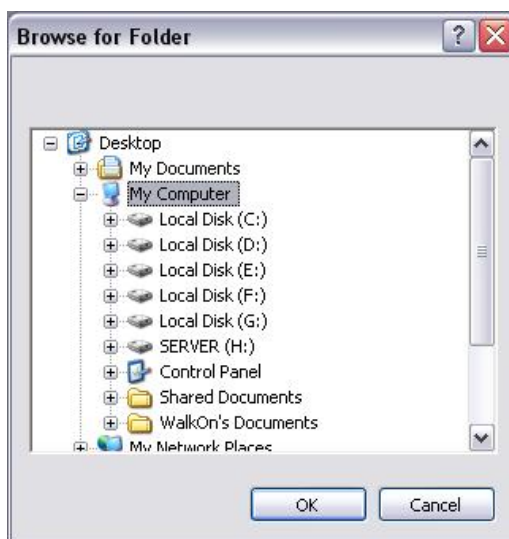 Browse for Folder
Desktop
My Documents
My Computer
Local Disk (C:)
Local Disk (D:)
Local Disk (E:)
Local Disk (F:)
Local Disk (G:)
SERVER (H:)
Control Panel
Shared Documents
WalkOn's Documents
My Network Places
OK Cancel